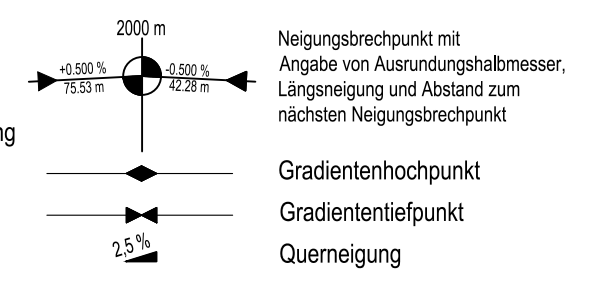 2000 m
+0.500 %
-0.500 %
75.53 m
42.28 m
Neigungsbrechpunkt mit
Angabe von Ausrundungshalbmesser,
Längsneigung und Abstand zum
nächsten Neigungsbrechpunkt
ng
Gradientenhochpunkt
Gradiententiefpunkt
2,5 %
Querneigung